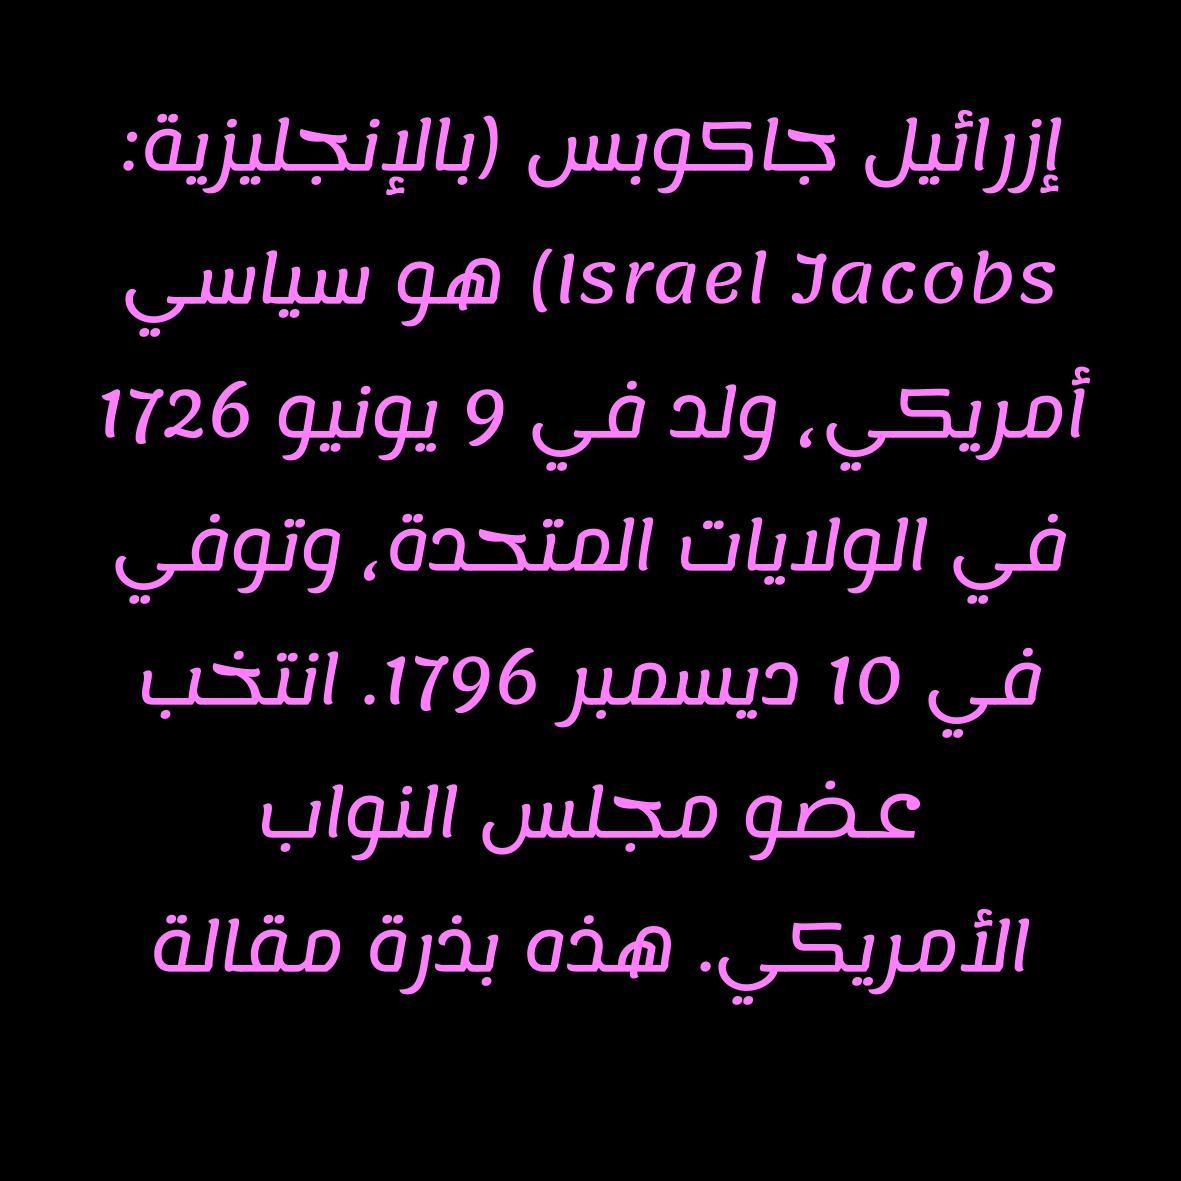 إزرائيل جاكوبس (بالإنجليزية:
Israel Jacobs) هو سياسي
أمريكي، ولد في 9 يونيو 1726
في الولايات المتحدة، وتوفي
في 10 ديسمبر 1796. انتخب
عضو مجلس النواب
الأمريكي. هذه بذرة مقالة